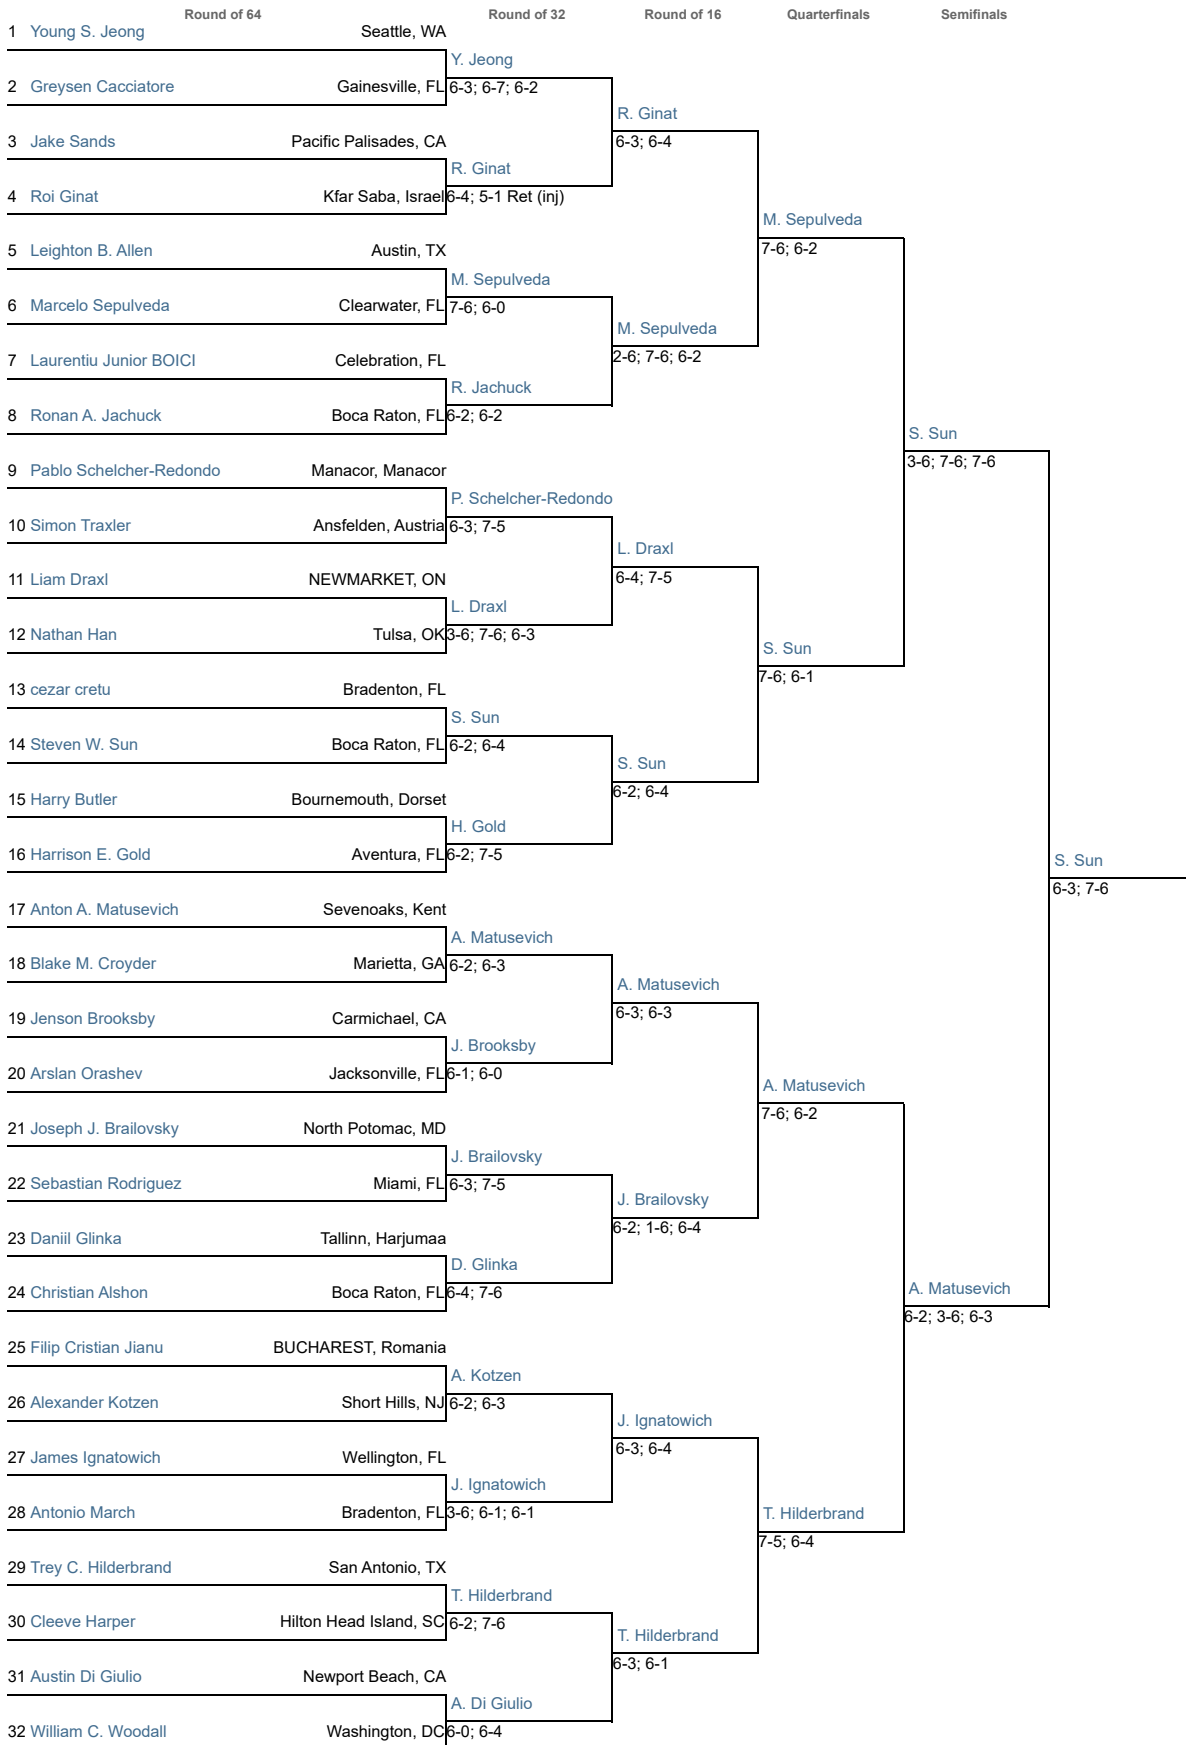 Round of 64 Round of 32 Round of 16 Quarterfinals Semifinals
1 Young S. Jeong Seattle, WA
Y. Jeong
2 Greysen Cacciatore Gainesville, FL 6-3; 6-7; 6-2
R. Ginat
3 Jake Sands Pacific Palisades, CA 6-3; 6-4
R. Ginat
4 Roi Ginat Kfar Saba, Israel 6-4; 5-1 Ret (inj)
M. Sepulveda
5 Leighton B. Allen Austin, TX 7-6; 6-2
M. Sepulveda
6 Marcelo Sepulveda Clearwater, FL 7-6; 6-0
M. Sepulveda
7 Laurentiu Junior BOICI Celebration, FL 2-6; 7-6; 6-2
R. Jachuck
8 Ronan A. Jachuck Boca Raton, FL 6-2; 6-2
S. Sun
9 Pablo Schelcher-Redondo Manacor, Manacor 3-6; 7-6; 7-6
P. Schelcher-Redondo
10 Simon Traxler Ansfelden, Austria 6-3; 7-5
L. Draxl
11 Liam Draxl NEWMARKET, ON 6-4; 7-5
L. Draxl
12 Nathan Han Tulsa, OK 3-6; 7-6; 6-3
S. Sun
13 cezar cretu Bradenton, FL 7-6; 6-1
S. Sun
14 Steven W. Sun Boca Raton, FL 6-2; 6-4
S. Sun
15 Harry Butler Bournemouth, Dorset 6-2; 6-4
H. Gold
16 Harrison E. Gold Aventura, FL 6-2; 7-5
S. Sun
6-3; 7-6
17 Anton A. Matusevich Sevenoaks, Kent
A. Matusevich
18 Blake M. Croyder Marietta, GA 6-2; 6-3
A. Matusevich
19 Jenson Brooksby Carmichael, CA 6-3; 6-3
J. Brooksby
20 Arslan Orashev Jacksonville, FL 6-1; 6-0
A. Matusevich
21 Joseph J. Brailovsky North Potomac, MD 7-6; 6-2
J. Brailovsky
22 Sebastian Rodriguez Miami, FL 6-3; 7-5
J. Brailovsky
23 Daniil Glinka Tallinn, Harjumaa 6-2; 1-6; 6-4
D. Glinka
24 Christian Alshon Boca Raton, FL 6-4; 7-6
A. Matusevich
6-2; 3-6; 6-3
25 Filip Cristian Jianu BUCHAREST, Romania
A. Kotzen
26 Alexander Kotzen Short Hills, NJ 6-2; 6-3
J. Ignatowich
27 James Ignatowich Wellington, FL 6-3; 6-4
J. Ignatowich
28 Antonio March Bradenton, FL 3-6; 6-1; 6-1
T. Hilderbrand
7-5; 6-4
29 Trey C. Hilderbrand San Antonio, TX
T. Hilderbrand
30 Cleeve Harper Hilton Head Island, SC 6-2; 7-6
T. Hilderbrand
6-3; 6-1
31 Austin Di Giulio Newport Beach, CA
A. Di Giulio
32 William C. Woodall Washington, DC 6-0; 6-4